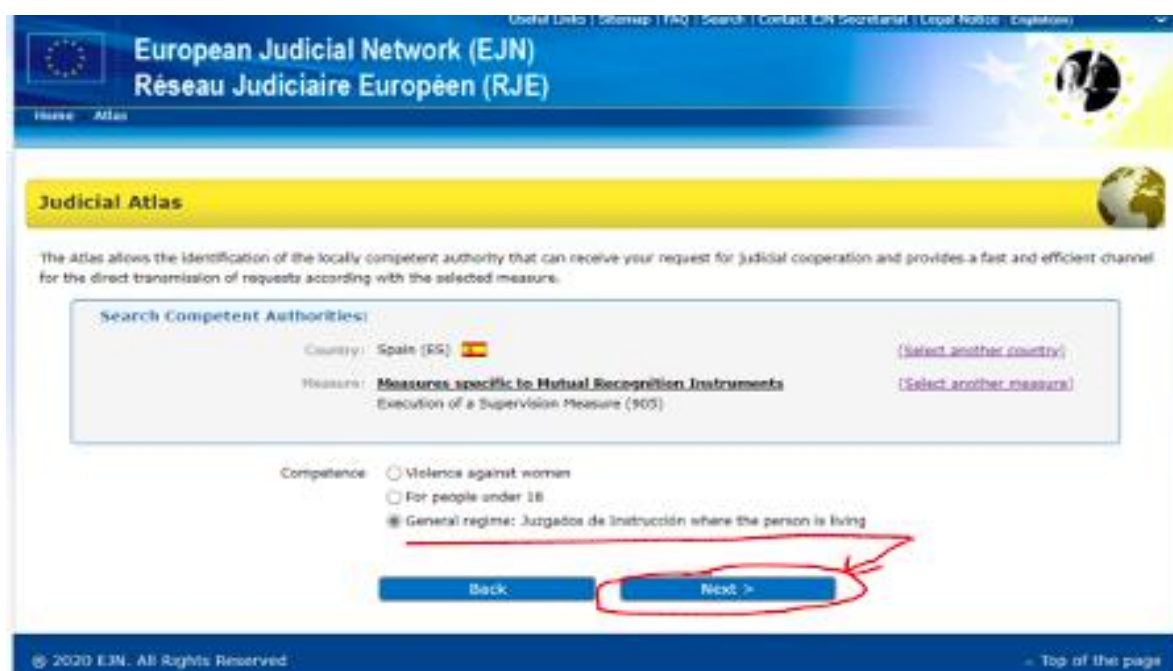 Useful Links | Sitemap | FAQ | Search | Contact EJN Secretariat | Legal Notice
European Judicial Network (EJN)
Réseau Judiciaire Européen (RJE)
Home Atlas
Judicial Atlas
The Atlas allows the identification of the locally competent authority that can receive your request for judicial cooperation and provides a fast and efficient channel
for the direct transmission of requests according with the selected measure.
Search Competent Authorities:
Country: Spain (ES) (Select another country)
Measure: Measures specific to Mutual Recognition Instruments (Select another measure)
Execution of a Supervision Measure (905)
Competence Violence against women
For people under 18
General regime: Juzgados de Instrucción where the person is living
Back Next >
© 2020 EJN. All Rights Reserved - Top of the page